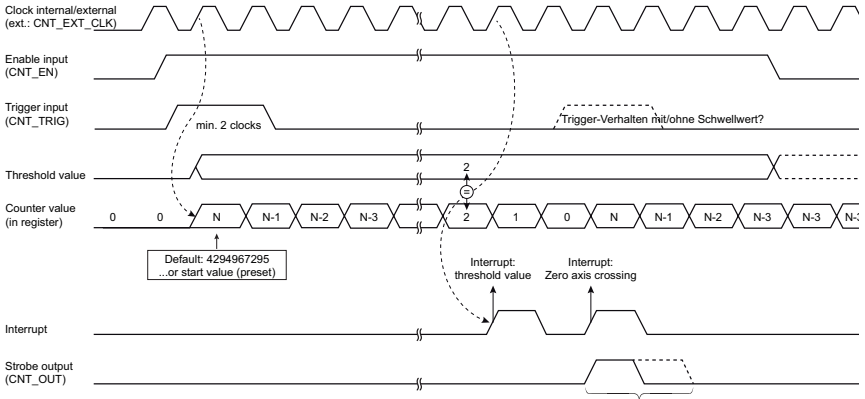 Clock internal/external
(ext.: CNT_EXT_CLK)
Enable input
(CNT_EN)
Trigger input
(CNT_TRIG)
min. 2 clocks
Trigger-Verhalten mit/ohne Schwellwert?
2
Threshold value
=
Counter value
(in register)
0 0 N N-1 N-2 N-3 2 1 0 N N-1 N-2 N-3 N-3 N-3
Default: 4294967295
...or start value (preset)
Interrupt:
threshold value
Interrupt:
Zero axis crossing
Interrupt
Strobe output
(CNT_OUT)